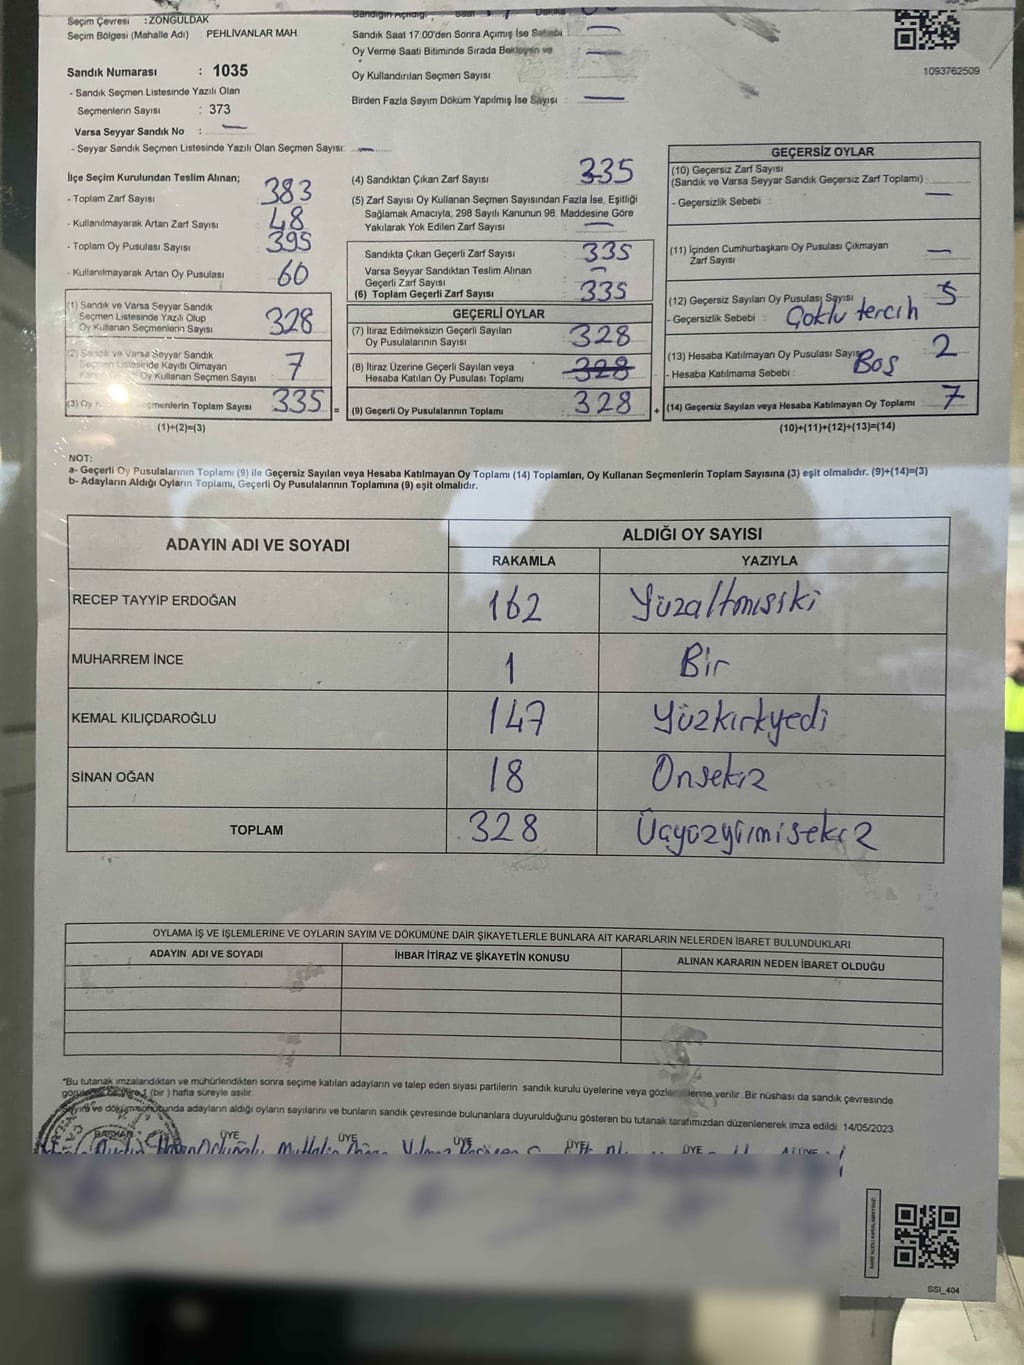 Seçim Çevresi : ZONGULDAK
Seçim Bölgesi (Mahalle Adı) PEHLİVANLAR MAH.
Sandık Numarası : 1035
- Sandık Seçmen Listesinde Yazılı Olan
Seçmenlerin Sayısı : 373
Varsa Seyyar Sandık No : —
- Seyyar Sandık Seçmen Listesinde Yazılı Olan Seçmen Sayısı: —
Sandığın Açıldığı: Saat
Sandık Saat 17:00'den Sonra Açımış İse Sebebi —
Oy Verme Saati Bitiminde Sırada Bekleyen ve —
Oy Kullandırılan Seçmen Sayısı :
Birden Fazla Sayım Döküm Yapılmış İse Sayısı : —
1093762509
İlçe Seçim Kurulundan Teslim Alınan;
- Toplam Zarf Sayısı 383
- Kullanılmayarak Artan Zarf Sayısı 48
- Toplam Oy Pusulası Sayısı 395
- Kullanılmayarak Artan Oy Pusulası 60
(1) Sandık ve Varsa Seyyar Sandık
Seçmen Listesinde Yazılı Olup
Oy Kullanan Seçmenlerin Sayısı 328
(2) Sandık ve Varsa Seyyar Sandık
Seçmen Listesinde Kayıtlı Olmayan
Oy Kullanan Seçmen Sayısı 7
(3) Oy Seçmenlerin Toplam Sayısı 335 =
(1)+(2)=(3)
(4) Sandıktan Çıkan Zarf Sayısı 335
(5) Zarf Sayısı Oy Kullanan Seçmen Sayısından Fazla İse, Eşitliği
Sağlamak Amacıyla, 298 Sayılı Kanunun 98. Maddesine Göre
Yakılarak Yok Edilen Zarf Sayısı : —
Sandıkta Çıkan Geçerli Zarf Sayısı : 335
Varsa Seyyar Sandıktan Teslim Alınan
Geçerli Zarf Sayısı : —
(6) Toplam Geçerli Zarf Sayısı : 335
GEÇERLİ OYLAR
(7) İtiraz Edilmeksizin Geçerli Sayılan
Oy Pusulalarının Sayısı : 328
(8) İtiraz Üzerine Geçerli Sayılan veya
Hesaba Katılan Oy Pusulası Toplamı : 328
(9) Geçerli Oy Pusulalarının Toplamı : 328 +
GEÇERSİZ OYLAR
(10) Geçersiz Zarf Sayısı
(Sandık ve Varsa Seyyar Sandık Geçersiz Zarf Toplamı) : —
- Geçersizlik Sebebi :
(11) İçinden Cumhurbaşkanı Oy Pusulası Çıkmayan
Zarf Sayısı —
(12) Geçersiz Sayılan Oy Pusulası Sayısı 5
- Geçersizlik Sebebi : Çoklu tercih
(13) Hesaba Katılmayan Oy Pusulası Sayısı 2
- Hesaba Katılmama Sebebi : Boş
(14) Geçersiz Sayılan veya Hesaba Katılmayan Oy Toplamı 7
(10)+(11)+(12)+(13)=(14)
NOT:
a- Geçerli Oy Pusulalarının Toplamı (9) ile Geçersiz Sayılan veya Hesaba Katılmayan Oy Toplamı (14) Toplamları, Oy Kullanan Seçmenlerin Toplam Sayısına (3) eşit olmalıdır. (9)+(14)=(3)
b- Adayların Aldığı Oyların Toplamı, Geçerli Oy Pusulalarının Toplamına (9) eşit olmalıdır.
ADAYIN ADI VE SOYADI ALDIĞI OY SAYISI
RAKAMLA YAZIYLA
RECEP TAYYİP ERDOĞAN 162 Yüzaltmışiki
MUHARREM İNCE 1 Bir
KEMAL KILIÇDAROĞLU 147 Yüzkırkyedi
SİNAN OĞAN 18 Onsekiz
TOPLAM 328 Üçyüzyirmisekiz
OYLAMA İŞ VE İŞLEMLERİNE VE OYLARIN SAYIM VE DÖKÜMÜNE DAİR ŞİKAYETLERLE BUNLARA AİT KARARLARIN NELERDEN İBARET BULUNDUKLARI
ADAYIN ADI VE SOYADI İHBAR İTİRAZ VE ŞİKAYETİN KONUSU ALINAN KARARIN NEDEN İBARET OLDUĞU
*Bu tutanak imzalandıktan ve mühürlendikten sonra seçime katılan adayların ve talep eden siyasi partilerin sandık kurulu üyelerine veya verilir. Bir nüshası da sandık çevresinde
1 (bir) hafta süreyle asılır.
ve adayların aldığı oyların sayılarını ve bunların sandık çevresinde bulunanlara duyurulduğunu gösteren bu tutanak tarafımızdan düzenlenerek imza edildi. 14/05/2023
BAŞKAN ÜYE ÜYE ÜYE ÜYE ÜYE
SSI_404